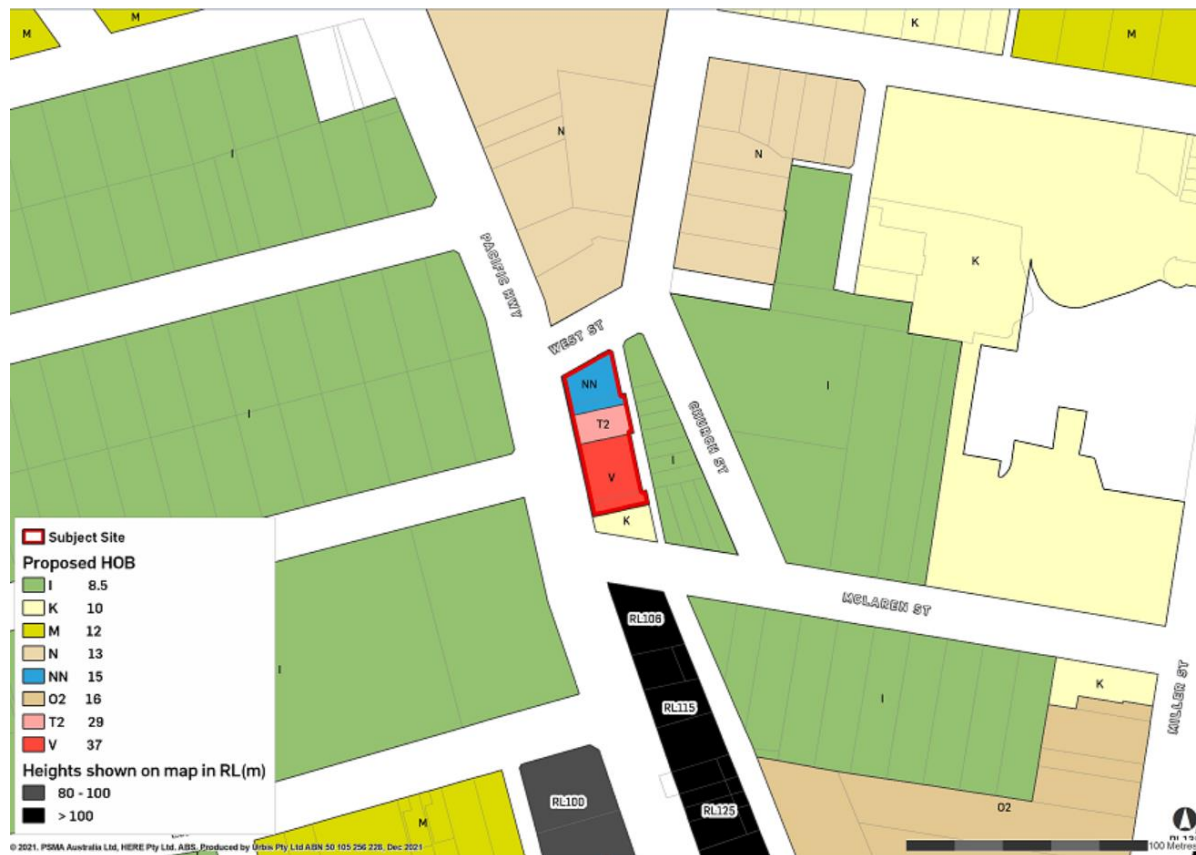 M
M
K
M
I
N
N
K
PACIFIC HWY
WEST ST
NN
I
I
T2
CHURCH ST
I
V
K
Subject Site
Proposed HOB
I 8.5
K 10
M 12
N 13
NN 15
O2 16
T2 29
V 37
Heights shown on map in RL(m)
80 - 100
> 100
MCLAREN ST
RL108
I
K
I
MILLER ST
RL115
RL100
RL125
O2
M
© 2021. PSMA Australia Ltd, HERE Pty Ltd. ABS. Produced by Urbis Pty Ltd ABN 50 105 256 228, Dec 2021
100 Metres